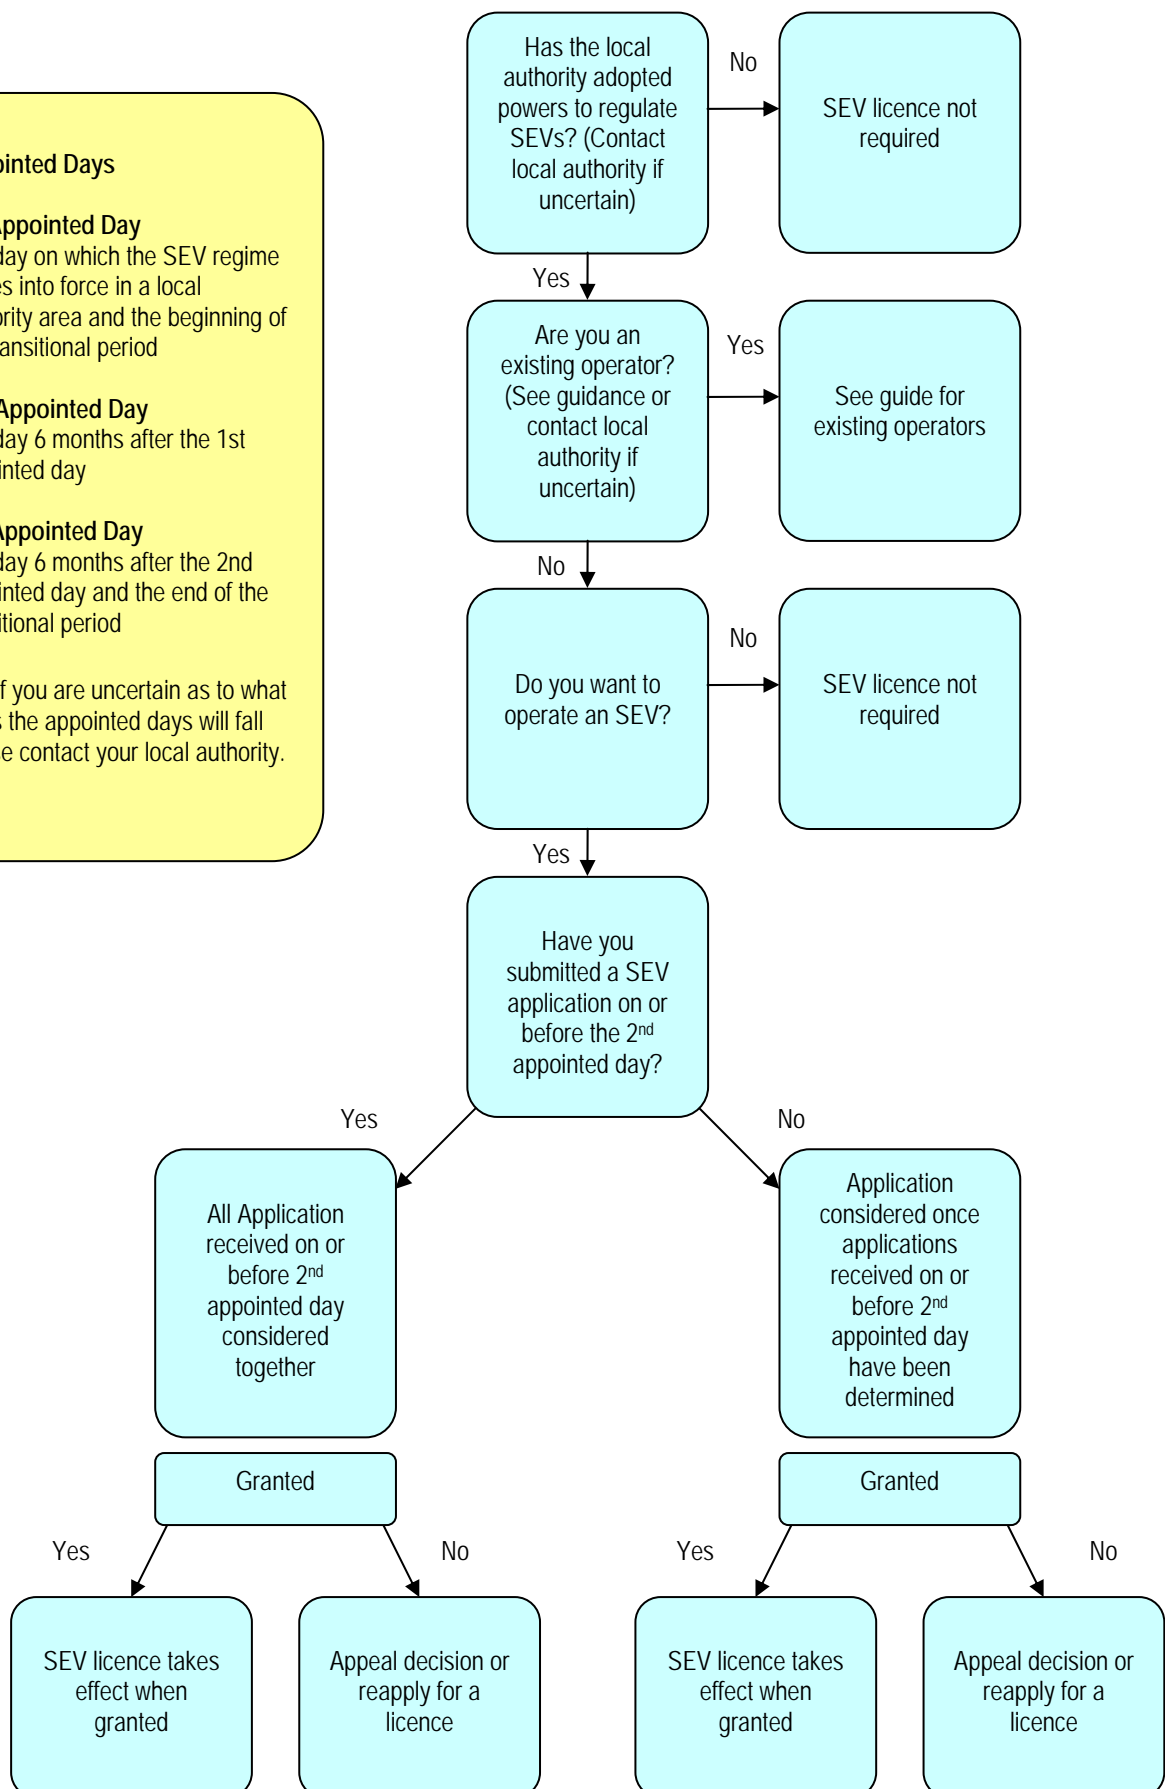 ointed Days
Appointed Day
day on which the SEV regime
es into force in a local
ority area and the beginning of
ansitional period
Appointed Day
day 6 months after the 1st
inted day
Appointed Day
day 6 months after the 2nd
inted day and the end of the
itional period
f you are uncertain as to what
s the appointed days will fall
e contact your local authority.
Has the local
authority adopted
powers to regulate
SEVs? (Contact
local authority if
uncertain)
No
SEV licence not
required
Yes
Are you an
existing operator?
(See guidance or
contact local
authority if
uncertain)
Yes
See guide for
existing operators
No
Do you want to
operate an SEV?
No
SEV licence not
required
Yes
Have you
submitted a SEV
application on or
before the 2nd
appointed day?
Yes
No
All Application
received on or
before 2nd
appointed day
considered
together
Application
considered once
applications
received on or
before 2nd
appointed day
have been
determined
Granted
Granted
Yes
No
Yes
No
SEV licence takes
effect when
granted
Appeal decision or
reapply for a
licence
SEV licence takes
effect when
granted
Appeal decision or
reapply for a
licence